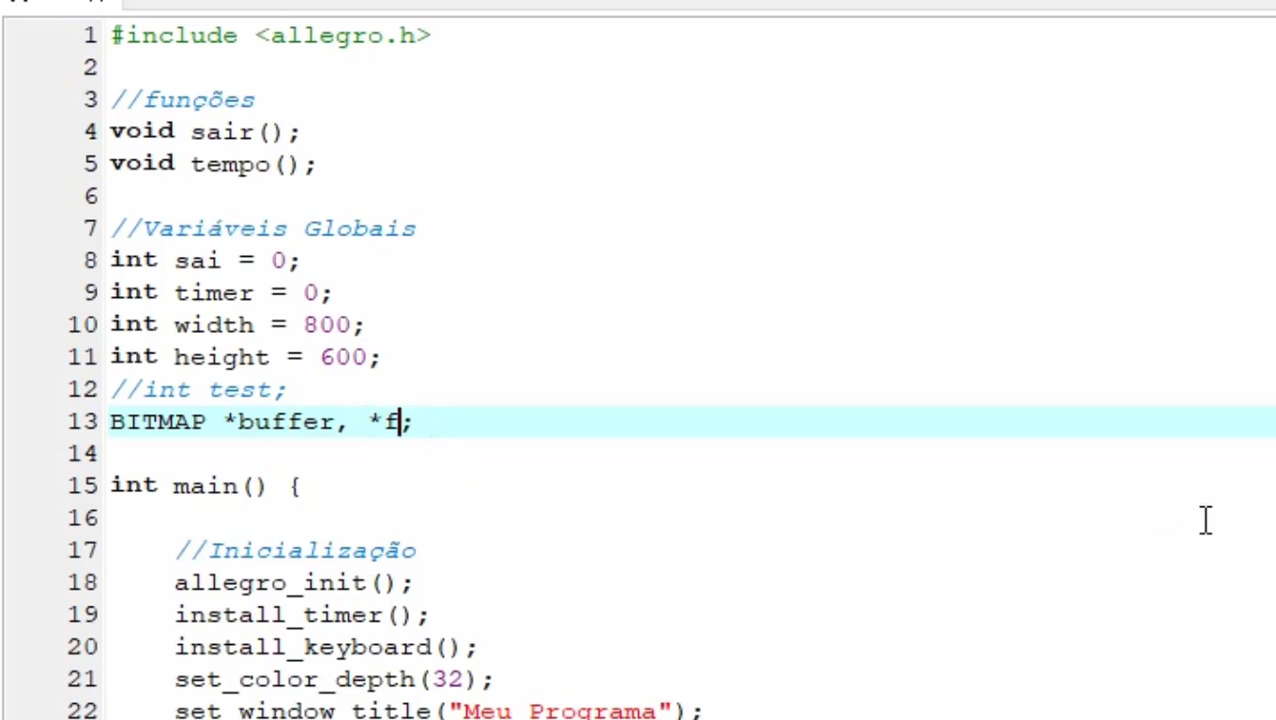 1 #include <allegro.h>
2
3 //funções
4 void sair();
5 void tempo();
6
7 //Variáveis Globais
8 int sai = 0;
9 int timer = 0;
10 int width = 800;
11 int height = 600;
12 //int test;
13 BITMAP *buffer, *f;
14
15 int main() {
16
17 //Inicialização
18 allegro_init();
19 install_timer();
20 install_keyboard();
21 set_color_depth(32);
22 set_window_title("Meu Programa");